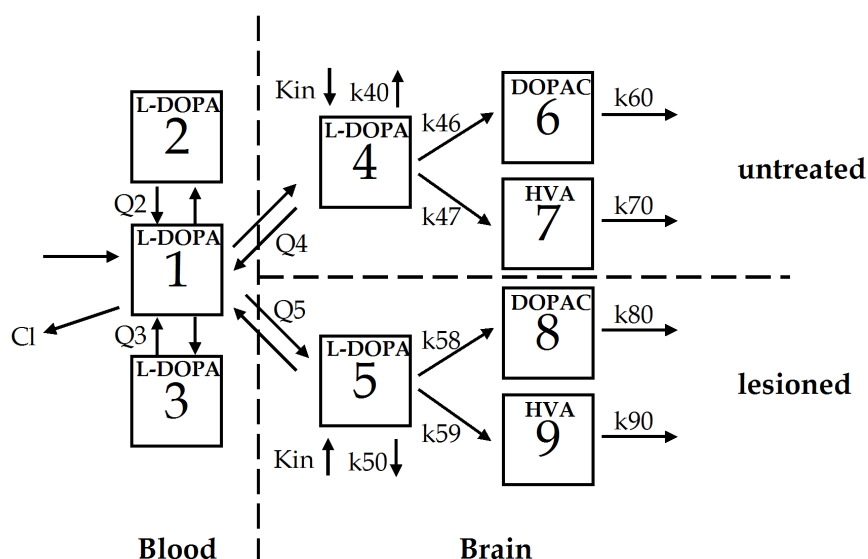 L-DOPA
2
Q2
L-DOPA
1
Cl
Q3
L-DOPA
3
Blood
Kin
k40
L-DOPA
4
Q4
k46
k47
DOPAC
6
k60
HVA
7
k70
untreated
Q5
L-DOPA
5
Kin
k50
k58
k59
DOPAC
8
k80
HVA
9
k90
lesioned
Brain